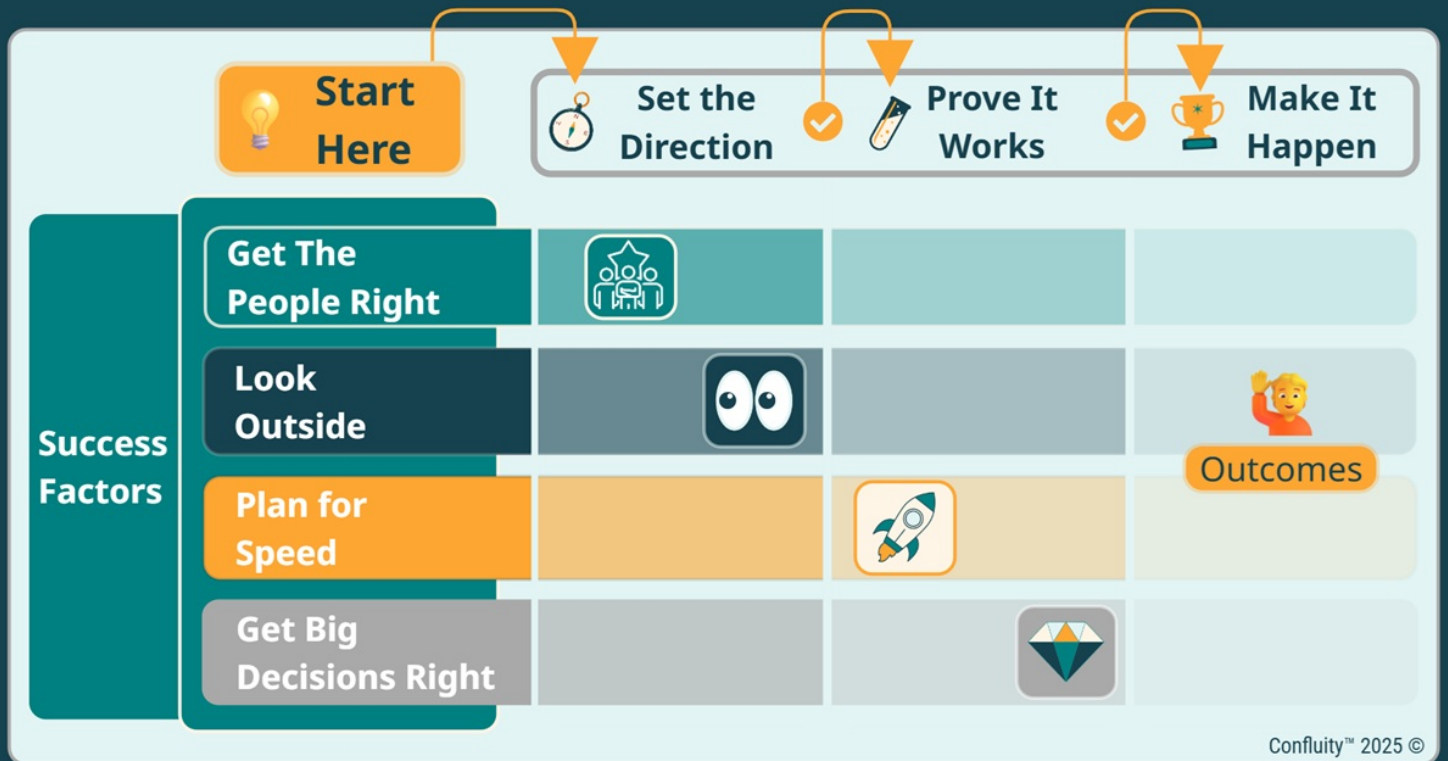 Start
Here
Set the
Direction
Prove It
Works
Make It
Happen
Success
Factors
Get The
People Right
Look
Outside
Outcomes
Plan for
Speed
Get Big
Decisions Right
Confluity™ 2025 ©